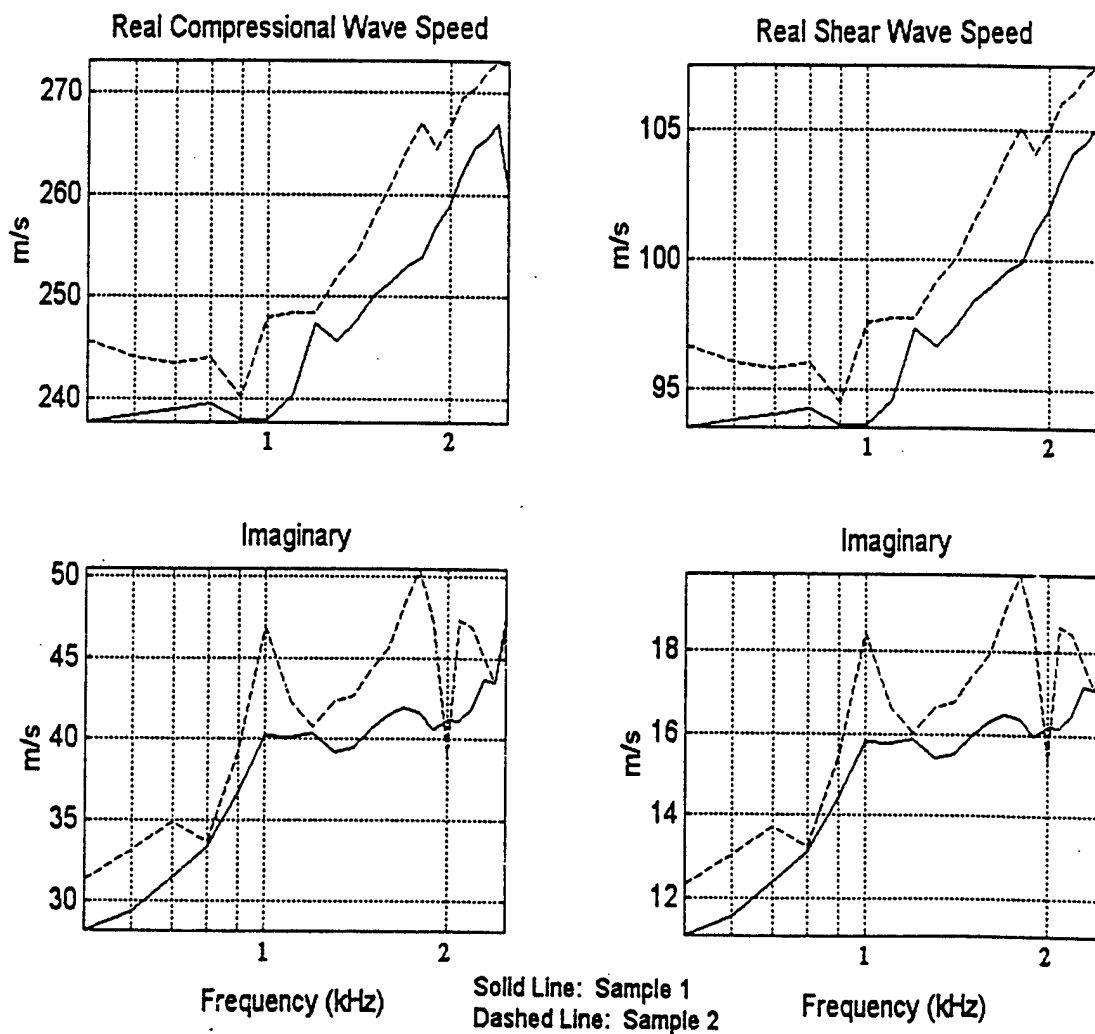 Real Compressional Wave Speed
270
260
250
240
m/s
1
2
Real Shear Wave Speed
105
100
95
m/s
1
2
Imaginary
50
45
40
35
30
m/s
1
2
Frequency (kHz)
Imaginary
18
16
14
12
m/s
1
2
Frequency (kHz)
Solid Line: Sample 1
Dashed Line: Sample 2